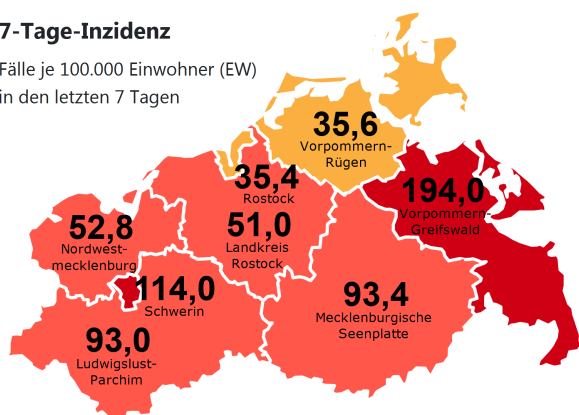 7-Tage-Inzidenz
Fälle je 100.000 Einwohner (EW)
in den letzten 7 Tagen
35,6
Vorpommern-
Rügen
35,4
Rostock
194,0
Vorpommern-
Greifswald
52,8
Nordwest-
mecklenburg
51,0
Landkreis
Rostock
114,0
Schwerin
93,4
Mecklenburgische
Seenplatte
93,0
Ludwigslust-
Parchim